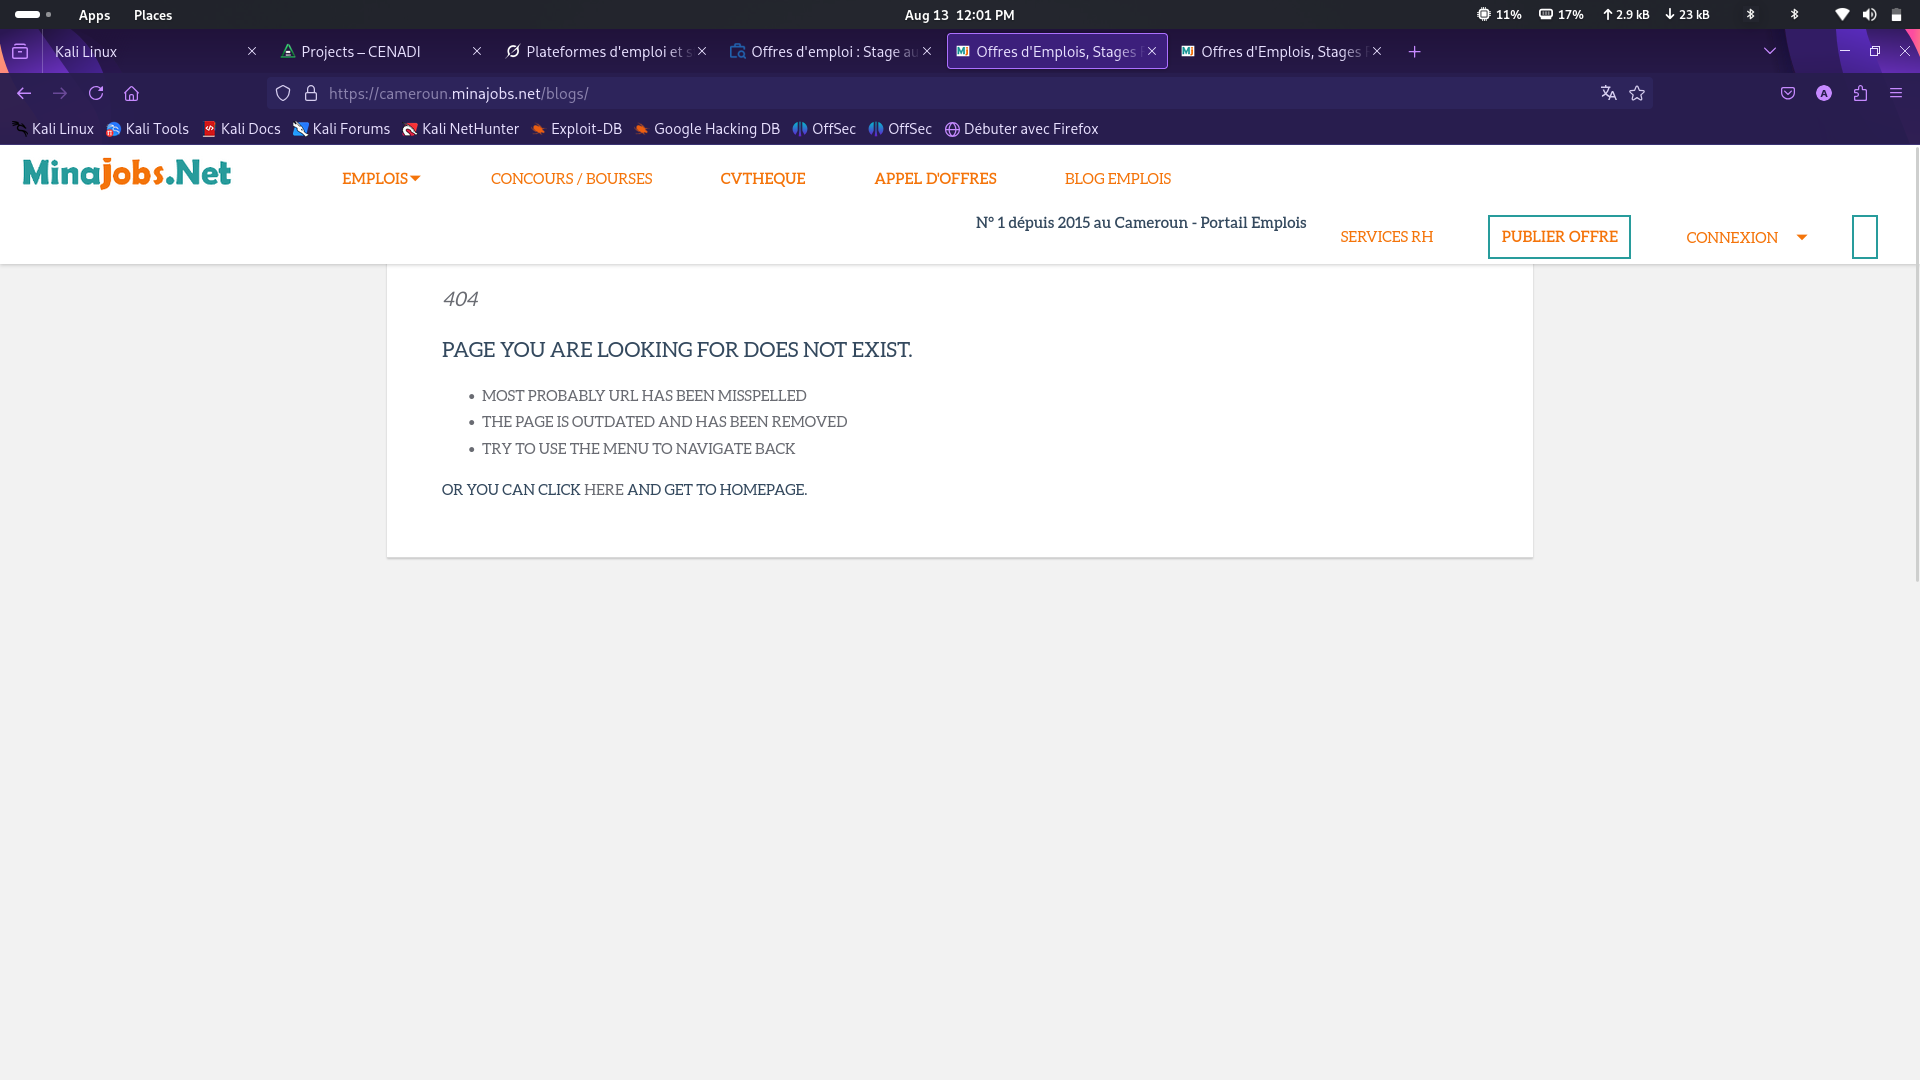 Apps Places Aug 13 12:01 PM 11% 17% 2.9 kB 23 kB
Kali Linux Projects – CENADI Plateformes d'emploi et s Offres d'emploi : Stage au Offres d'Emplois, Stages Offres d'Emplois, Stages
https://cameroun.minajobs.net/blogs/ A
Kali Linux Kali Tools Kali Docs Kali Forums Kali NetHunter Exploit-DB Google Hacking DB OffSec OffSec Débuter avec Firefox
Minajobs.Net EMPLOIS CONCOURS / BOURSES CVTHEQUE APPEL D'OFFRES BLOG EMPLOIS
N° 1 dépuis 2015 au Cameroun - Portail Emplois
SERVICES RH PUBLIER OFFRE CONNEXION
404
PAGE YOU ARE LOOKING FOR DOES NOT EXIST.
• MOST PROBABLY URL HAS BEEN MISSPELLED
• THE PAGE IS OUTDATED AND HAS BEEN REMOVED
• TRY TO USE THE MENU TO NAVIGATE BACK
OR YOU CAN CLICK HERE AND GET TO HOMEPAGE.